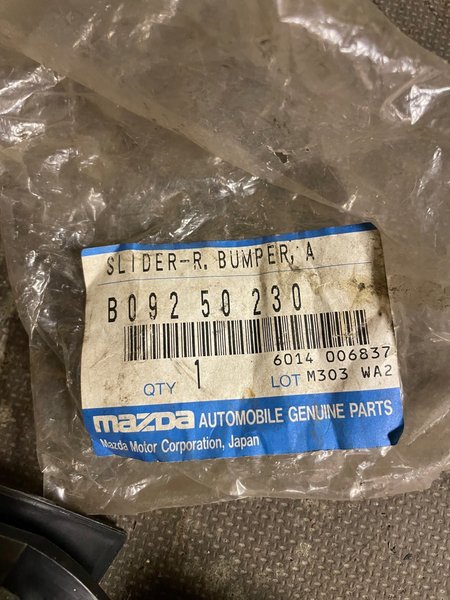 SLIDER-R. BUMPER, A
B092 50 230
6014 006837
QTY 1 LOT M303 WA2
mazda AUTOMOBILE GENUINE PARTS
Mazda Motor Corporation, Japan